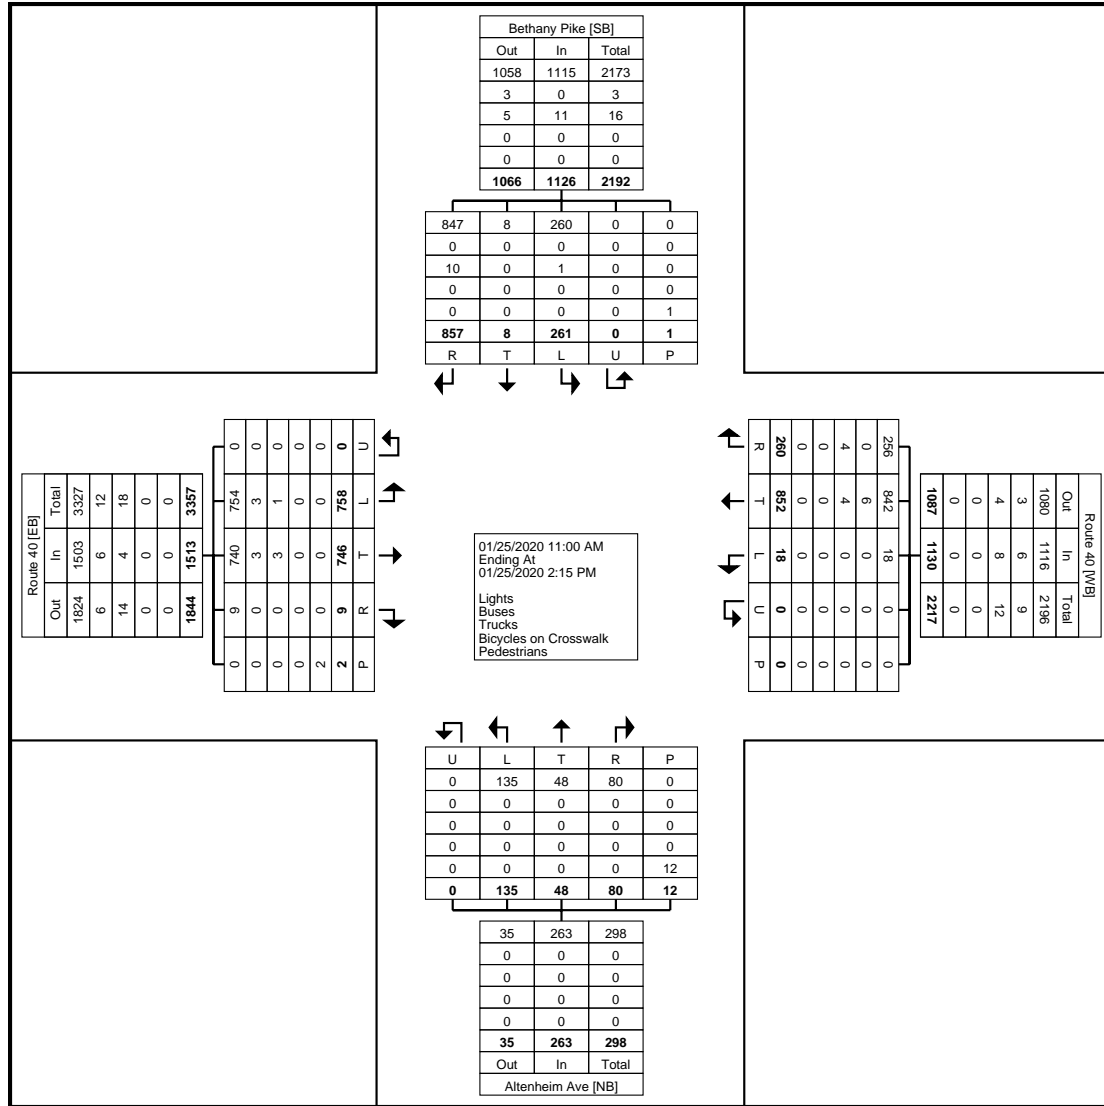 Bethany Pike [SB]
Out In Total
1058 1115 2173
3 0 3
5 11 16
0 0 0
0 0 0
1066 1126 2192
847 8 260 0 0
0 0 0 0 0
10 0 1 0 0
0 0 0 0 0
0 0 0 0 1
857 8 261 0 1
R T L U P
Route 40 [EB]
Total In Out
3327 1503 1824
12 6 6
18 4 14
0 0 0
0 0 0
3357 1513 1844
0 754 740 9 0
0 3 3 0 0
0 1 3 0 0
0 0 0 0 0
0 0 0 0 2
0 758 746 9 2
U L T R P
01/25/2020 11:00 AM
Ending At
01/25/2020 2:15 PM
Lights
Buses
Trucks
Bicycles on Crosswalk
Pedestrians
Route 40 [WB]
Out In Total
1080 1116 2196
3 6 9
4 8 12
0 0 0
0 0 0
1087 1130 2217
256 842 18 0 0
0 6 0 0 0
4 4 0 0 0
0 0 0 0 0
0 0 0 0 0
260 852 18 0 0
R T L U P
U L T R P
0 135 48 80 0
0 0 0 0 0
0 0 0 0 0
0 0 0 0 0
0 0 0 0 12
0 135 48 80 12
35 263 298
0 0 0
0 0 0
0 0 0
0 0 0
35 263 298
Out In Total
Altenheim Ave [NB]